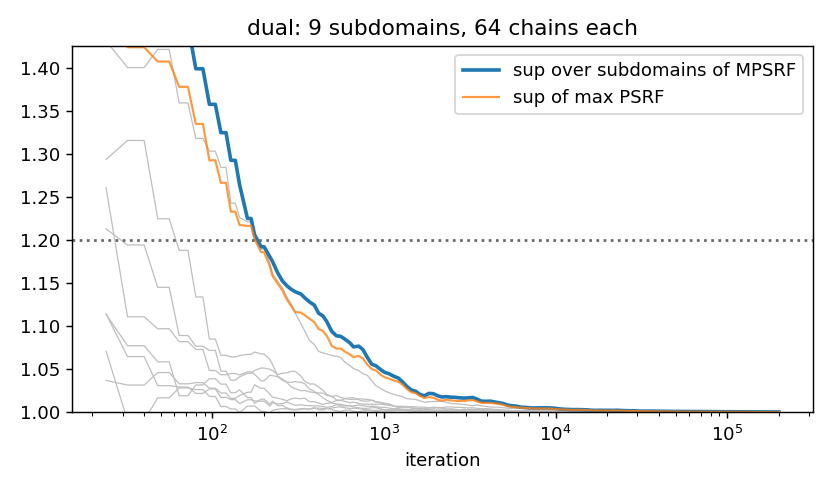 dual: 9 subdomains, 64 chains each
sup over subdomains of MPSRF
sup of max PSRF
1.40
1.35
1.30
1.25
1.20
1.15
1.10
1.05
1.00
10² 10³ 10⁴ 10⁵
iteration